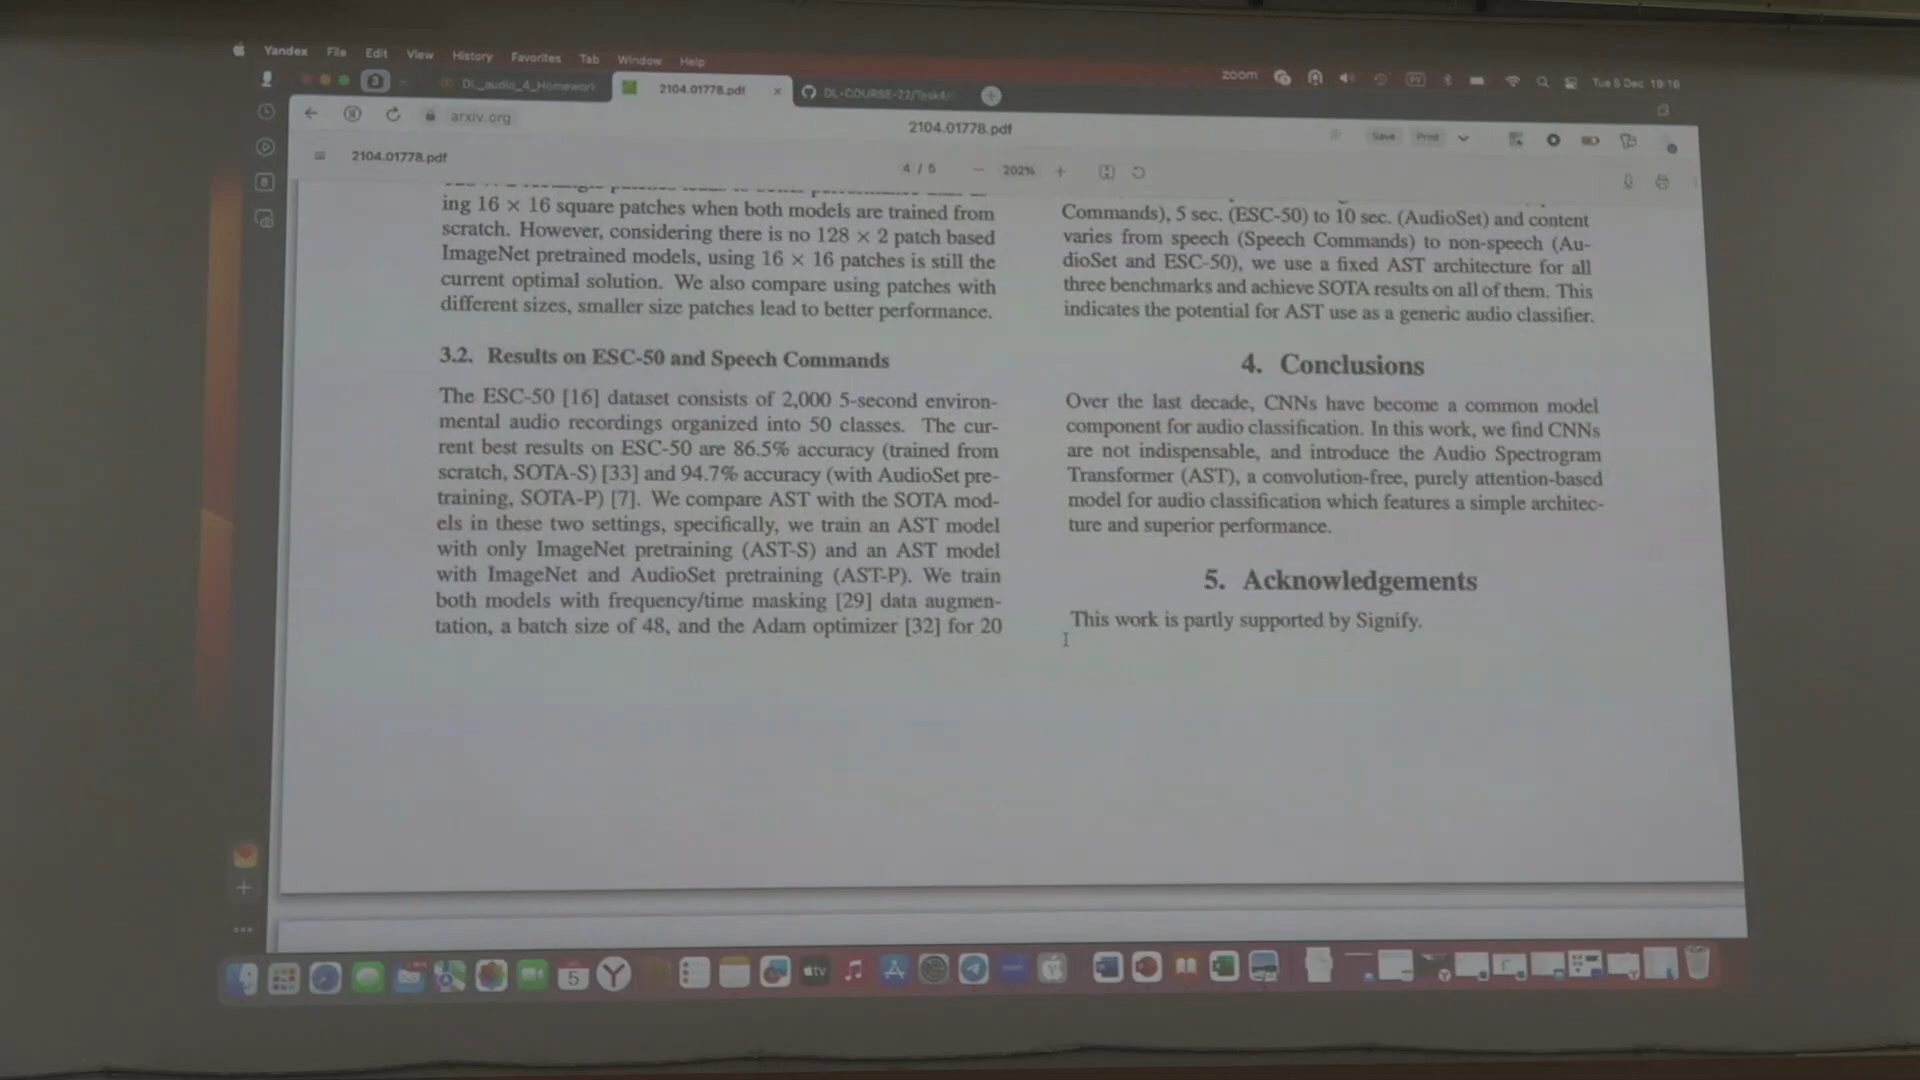 Yandex File Edit View History Favorites Tab Window Help
zoom Tue 5 Dec 19:16
DL_audio_4_Homework
2104.01778.pdf
DL-COURSE-22/Task4/
arxiv.org
2104.01778.pdf
Save Print
2104.01778.pdf
4 / 5
202%
ing 16 × 16 square patches when both models are trained from
scratch. However, considering there is no 128 × 2 patch based
ImageNet pretrained models, using 16 × 16 patches is still the
current optimal solution. We also compare using patches with
different sizes, smaller size patches lead to better performance.
3.2. Results on ESC-50 and Speech Commands
The ESC-50 [16] dataset consists of 2,000 5-second environ-
mental audio recordings organized into 50 classes. The cur-
rent best results on ESC-50 are 86.5% accuracy (trained from
scratch, SOTA-S) [33] and 94.7% accuracy (with AudioSet pre-
training, SOTA-P) [7]. We compare AST with the SOTA mod-
els in these two settings, specifically, we train an AST model
with only ImageNet pretraining (AST-S) and an AST model
with ImageNet and AudioSet pretraining (AST-P). We train
both models with frequency/time masking [29] data augmen-
tation, a batch size of 48, and the Adam optimizer [32] for 20
Commands), 5 sec. (ESC-50) to 10 sec. (AudioSet) and content
varies from speech (Speech Commands) to non-speech (Au-
dioSet and ESC-50), we use a fixed AST architecture for all
three benchmarks and achieve SOTA results on all of them. This
indicates the potential for AST use as a generic audio classifier.
4. Conclusions
Over the last decade, CNNs have become a common model
component for audio classification. In this work, we find CNNs
are not indispensable, and introduce the Audio Spectrogram
Transformer (AST), a convolution-free, purely attention-based
model for audio classification which features a simple architec-
ture and superior performance.
5. Acknowledgements
This work is partly supported by Signify.
5
tv